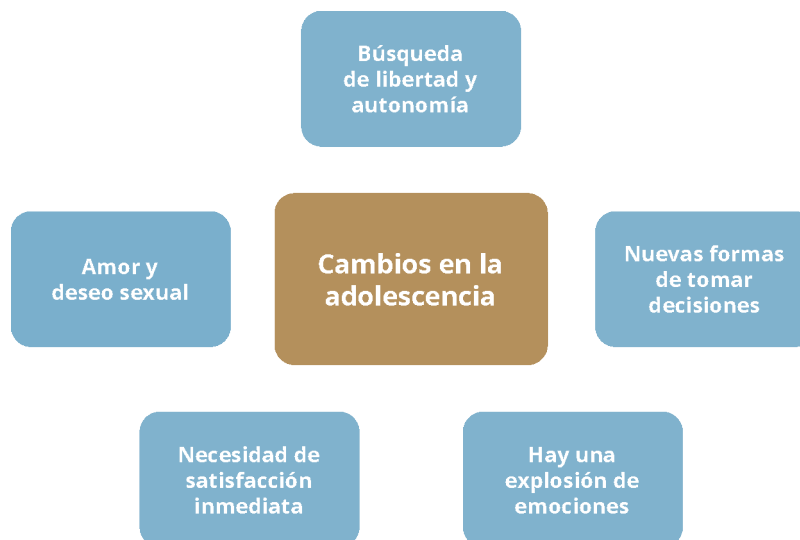 Búsqueda
de libertad y
autonomía
Amor y
deseo sexual
Cambios en la
adolescencia
Nuevas formas
de tomar
decisiones
Necesidad de
satisfacción
inmediata
Hay una
explosión de
emociones